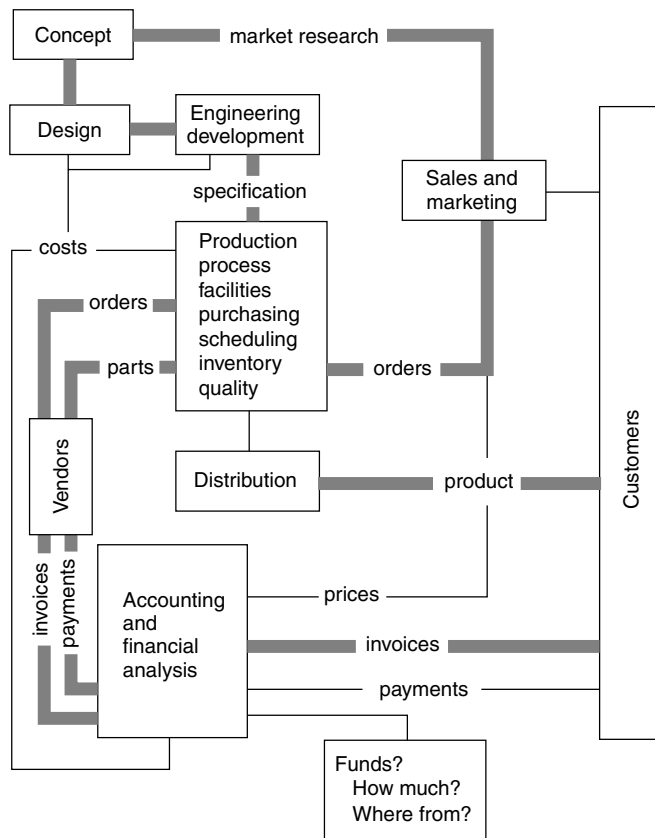 Concept
market research
Design
Engineering
development
Sales and
marketing
specification
costs
Production
process
facilities
purchasing
scheduling
inventory
quality
orders
parts
orders
Vendors
Distribution
product
Customers
invoices
payments
Accounting
and
financial
analysis
prices
invoices
payments
Funds?
How much?
Where from?